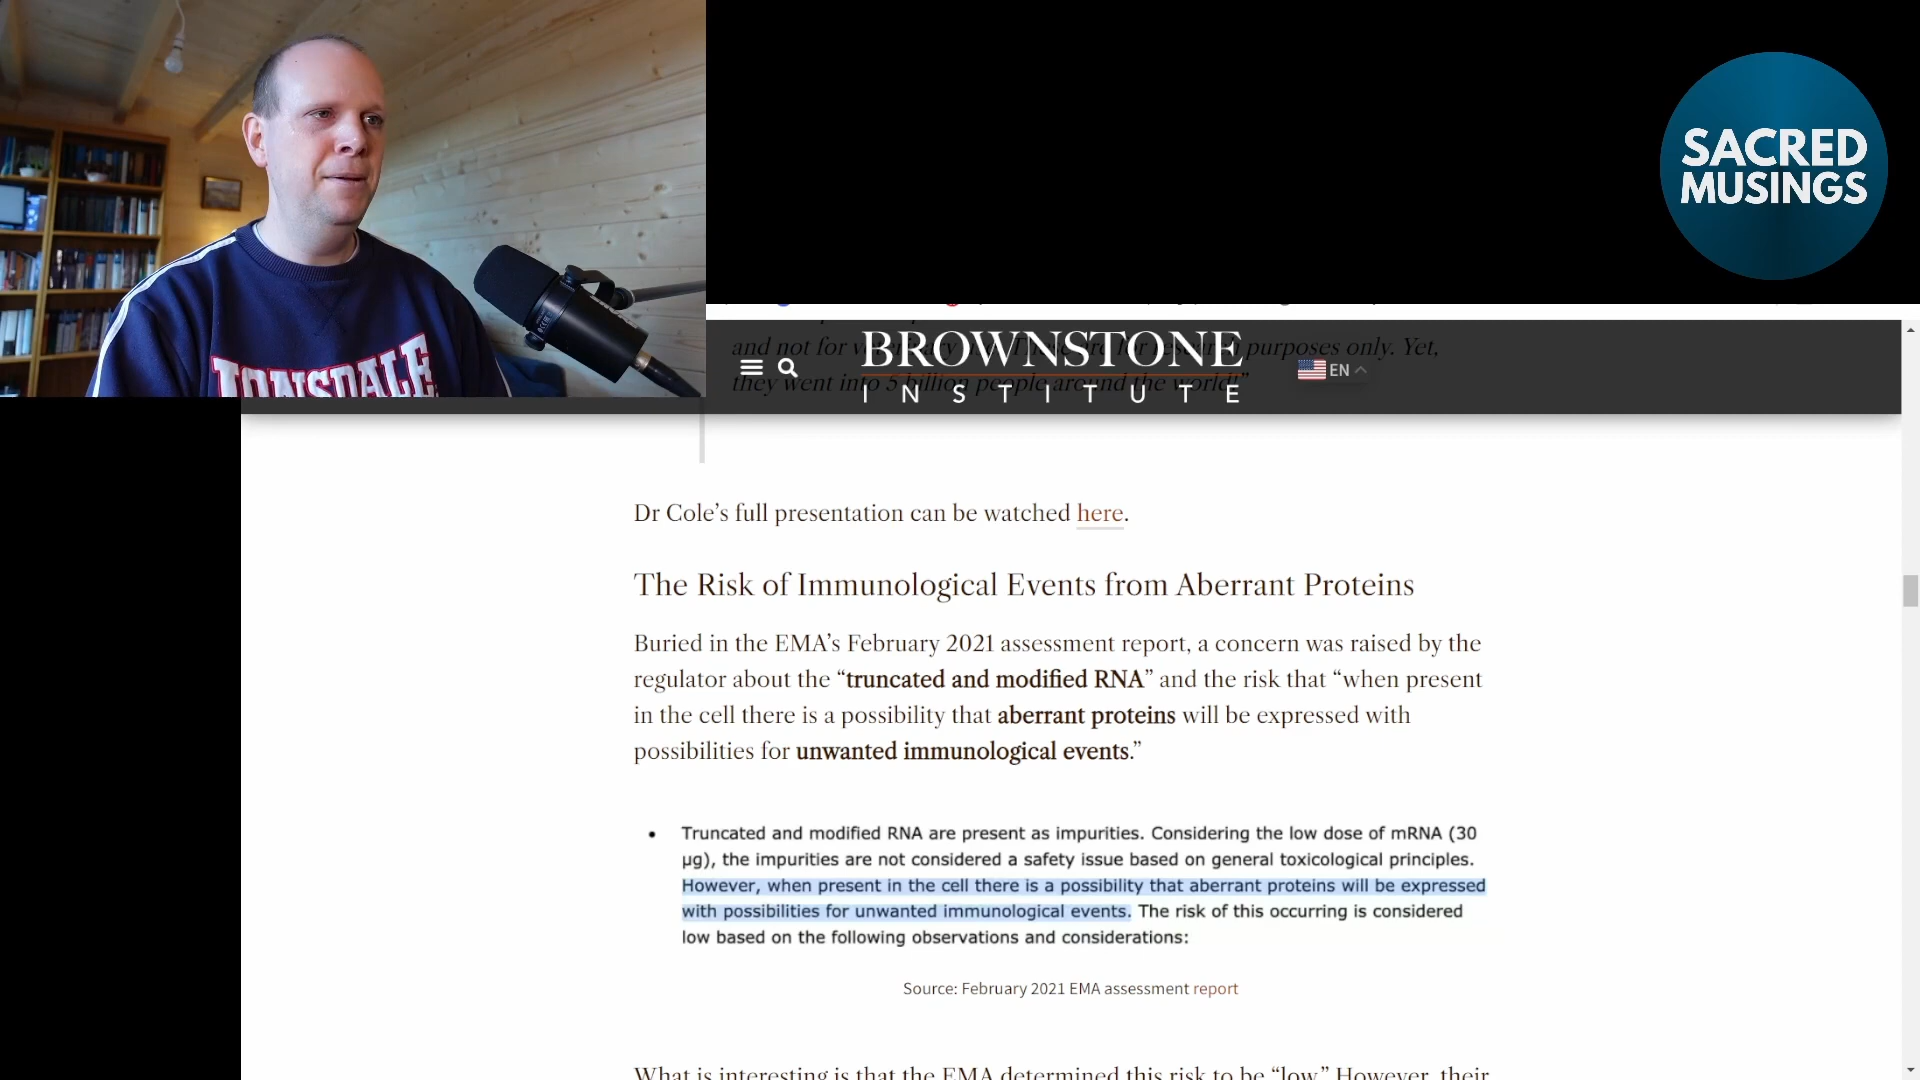 SACRED
MUSINGS
LONSDALE
and not for veterinary use. These are for research purposes only. Yet,
they went into 5 billion people around the world!”
BROWNSTONE
INSTITUTE
EN
Dr Cole’s full presentation can be watched here.
The Risk of Immunological Events from Aberrant Proteins
Buried in the EMA’s February 2021 assessment report, a concern was raised by the
regulator about the “truncated and modified RNA” and the risk that “when present
in the cell there is a possibility that aberrant proteins will be expressed with
possibilities for unwanted immunological events.”
• Truncated and modified RNA are present as impurities. Considering the low dose of mRNA (30
µg), the impurities are not considered a safety issue based on general toxicological principles.
However, when present in the cell there is a possibility that aberrant proteins will be expressed
with possibilities for unwanted immunological events. The risk of this occurring is considered
low based on the following observations and considerations:
Source: February 2021 EMA assessment report
What is interesting is that the EMA determined this risk to be “low.” However, their